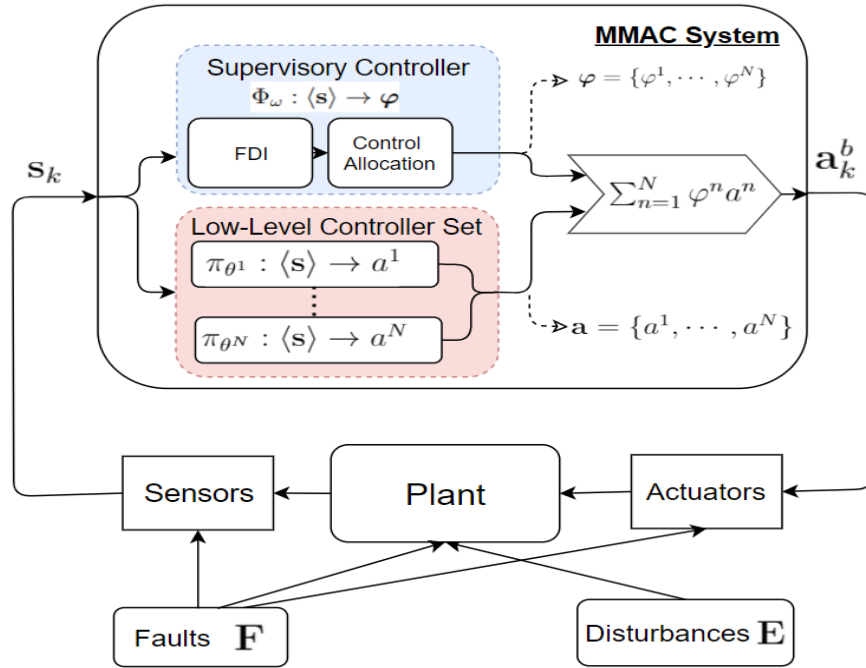 MMAC System
Supervisory Controller
Φ_ω : ⟨s⟩ → φ
φ = {φ^1, ⋯ , φ^N}
FDI
Control
Allocation
s_k
a_k^b
∑_{n=1}^{N} φ^n a^n
Low-Level Controller Set
π_{θ^1} : ⟨s⟩ → a^1
π_{θ^N} : ⟨s⟩ → a^N
a = {a^1, ⋯ , a^N}
Sensors
Plant
Actuators
Faults F
Disturbances E